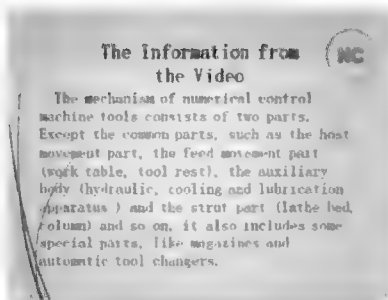 The Information from
the Video
NC
The mechanism of numerical control
machine tools consists of two parts.
Except the common parts, such as the host
movement part, the feed movement part
(work table, tool rest), the auxiliary
body (hydraulic, cooling and lubrication
apparatus ) and the strut part (lathe bed,
column) and so on, it also includes some
special parts, like magazines and
automatic tool changers.